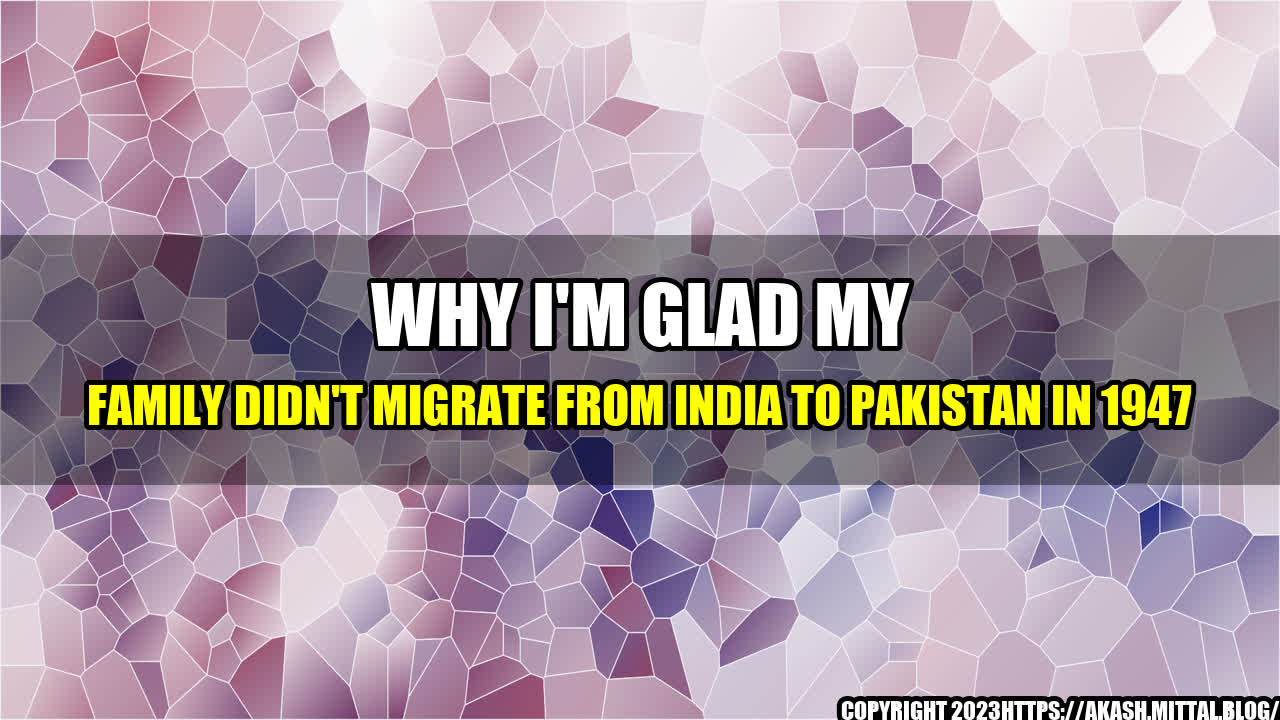 WHY I'M GLAD MY
FAMILY DIDN'T MIGRATE FROM INDIA TO PAKISTAN IN 1947
COPYRIGHT 2023HTTPS://AKASH.MITTAL.BLOG/